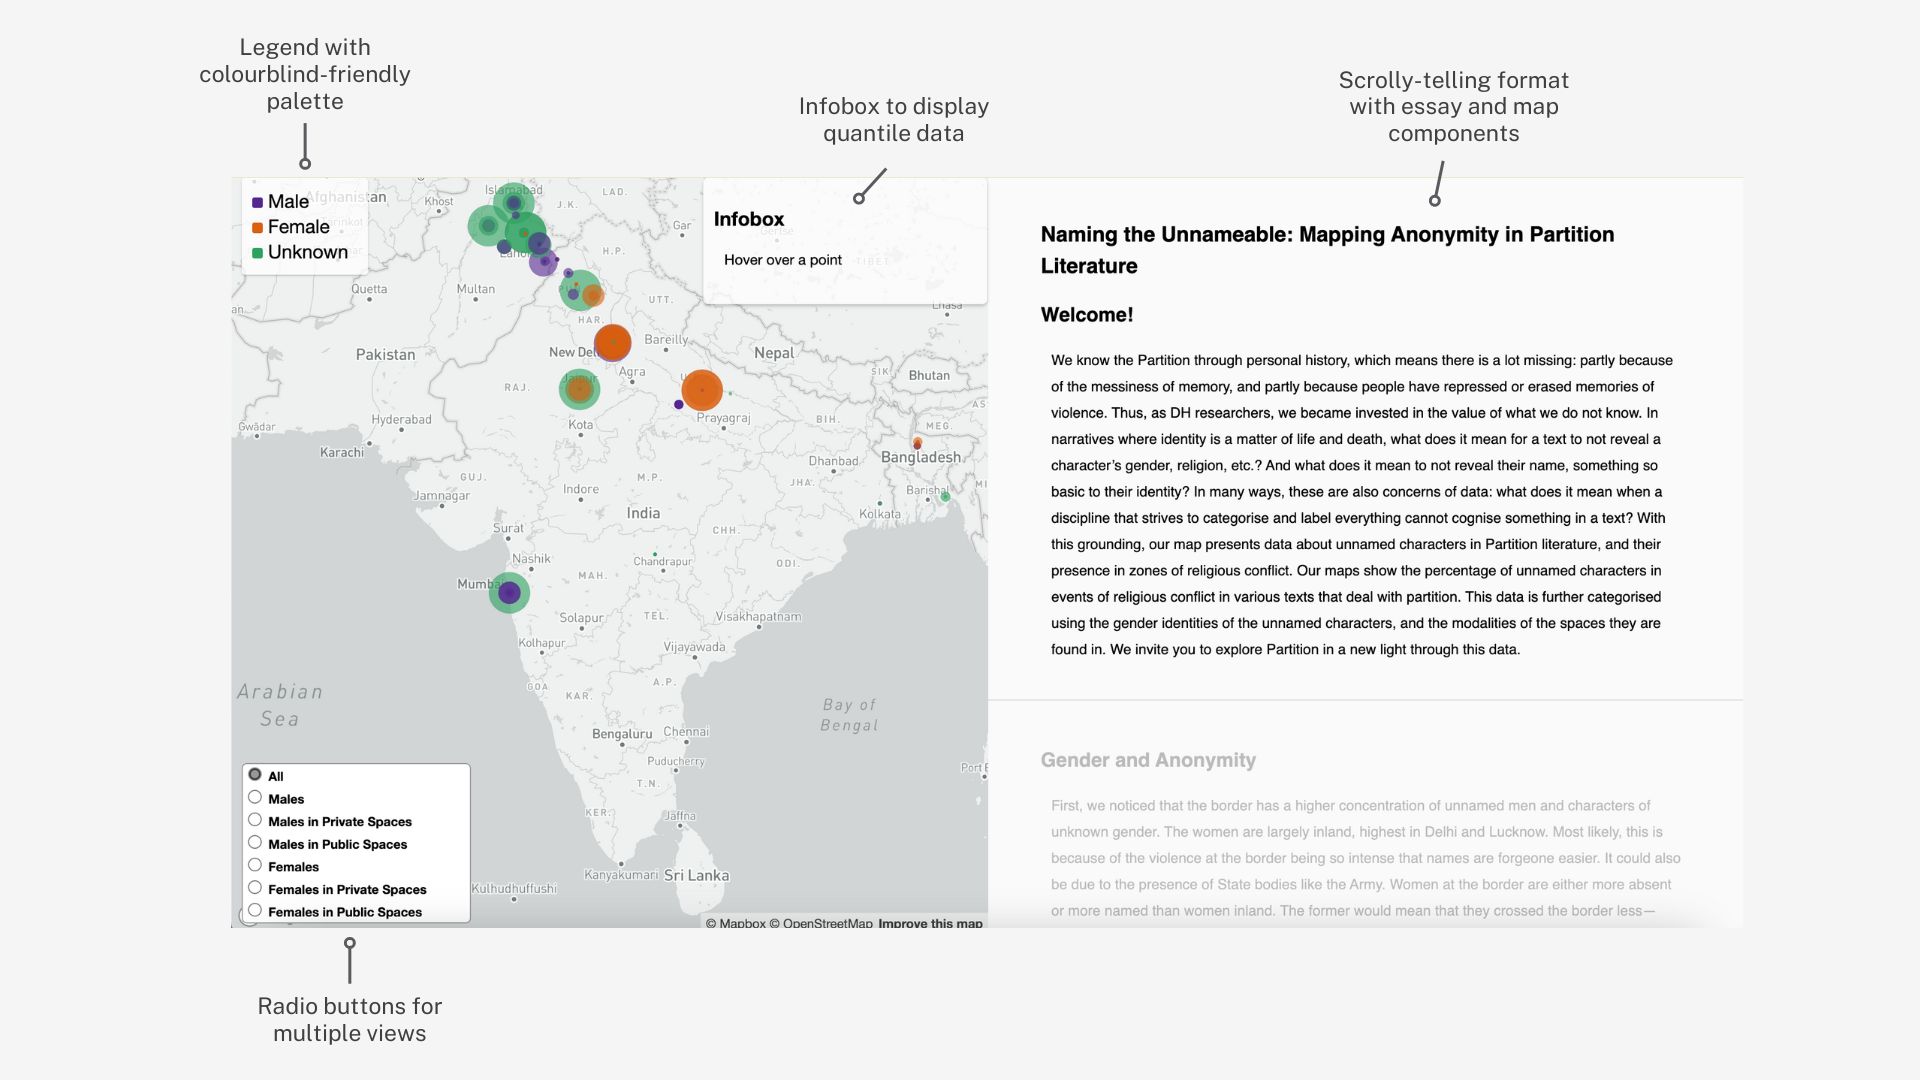 Legend with
colourblind-friendly
palette
Infobox to display
quantile data
Scrolly-telling format
with essay and map
components
Male
Female
Unknown
Afghanistan
Khost
Islamabad
LAD.
J.K.
Gar
H.P.
Quetta
Multan
UTT.
Infobox
Hover over a point
TIBET
Lhasa
HAR.
Pakistan
New Del
Bareilly
Nepal
SIK.
Bhutan
RAJ.
Jaipur
Agra
AS
Hyderabad
Gwādar
Kota
Prayagraj
BIH.
MEG.
Karachi
Bangladesh
GUJ.
M.P.
Dhanbad
JHA.
MI
Jamnagar
Indore
Barishal
India
Kolkata
Surat
CHH.
Nashik
Chandrapur
ODI.
MAH.
Mumbai
Solapur
TEL.
Visakhapatnam
Kolhapur
Vijayawada
GOA
KAR.
A.P.
Arabian
Sea
Bay of
Bengal
Bengaluru
Chennai
Puducherry
Port
T.N.
KER.
Jaffna
Kanyakumari
Sri Lanka
Kulhudhuffushi
All
Males
Males in Private Spaces
Males in Public Spaces
Females
Females in Private Spaces
Females in Public Spaces
© Mapbox © OpenStreetMap Improve this map
Naming the Unnameable: Mapping Anonymity in Partition
Literature
Welcome!
We know the Partition through personal history, which means there is a lot missing: partly because
of the messiness of memory, and partly because people have repressed or erased memories of
violence. Thus, as DH researchers, we became invested in the value of what we do not know. In
narratives where identity is a matter of life and death, what does it mean for a text to not reveal a
character's gender, religion, etc.? And what does it mean to not reveal their name, something so
basic to their identity? In many ways, these are also concerns of data: what does it mean when a
discipline that strives to categorise and label everything cannot cognise something in a text? With
this grounding, our map presents data about unnamed characters in Partition literature, and their
presence in zones of religious conflict. Our maps show the percentage of unnamed characters in
events of religious conflict in various texts that deal with partition. This data is further categorised
using the gender identities of the unnamed characters, and the modalities of the spaces they are
found in. We invite you to explore Partition in a new light through this data.
Gender and Anonymity
First, we noticed that the border has a higher concentration of unnamed men and characters of
unknown gender. The women are largely inland, highest in Delhi and Lucknow. Most likely, this is
because of the violence at the border being so intense that names are forgeone easier. It could also
be due to the presence of State bodies like the Army. Women at the border are either more absent
or more named than women inland. The former would mean that they crossed the border less—
Radio buttons for
multiple views